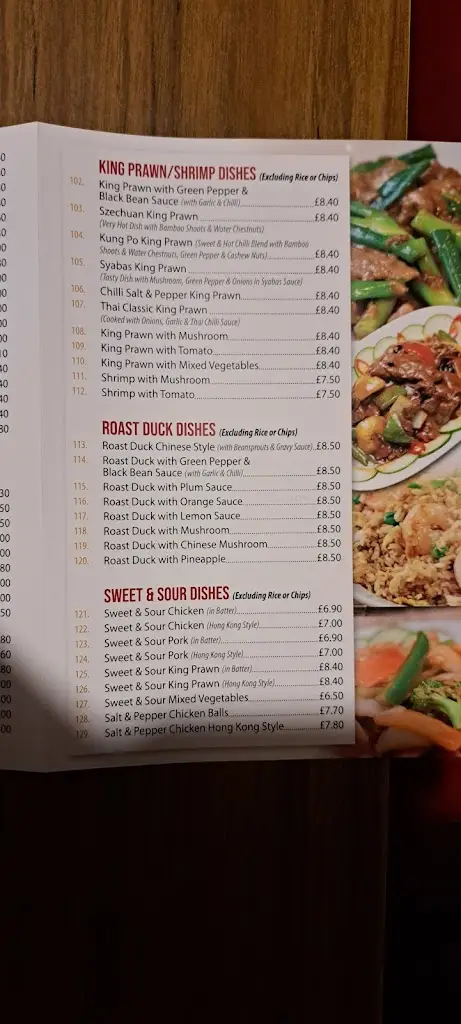 KING PRAWN/SHRIMP DISHES (Excluding Rice or Chips)
102. King Prawn with Green Pepper &
Black Bean Sauce (with Garlic & Chilli) £8.40
103. Szechuan King Prawn £8.40
(Very Hot Dish with Bamboo Shoots & Water Chestnuts)
104. Kung Po King Prawn (Sweet & Hot Chilli Blend with Bamboo
Shoots & Water Chestnuts, Green Pepper & Cashew Nuts) £8.40
105. Syabas King Prawn £8.40
(Tasty Dish with Mushroom, Green Pepper & Onions in Syabas Sauce)
106. Chilli Salt & Pepper King Prawn £8.40
107. Thai Classic King Prawn £8.40
(Cooked with Onions, Garlic & Thai Chilli Sauce)
108. King Prawn with Mushroom £8.40
109. King Prawn with Tomato £8.40
110. King Prawn with Mixed Vegetables £8.40
111. Shrimp with Mushroom £7.50
112. Shrimp with Tomato £7.50
ROAST DUCK DISHES (Excluding Rice or Chips)
113. Roast Duck Chinese Style (with Beansprouts & Gravy Sauce) £8.50
114. Roast Duck with Green Pepper &
Black Bean Sauce (with Garlic & Chilli) £8.50
115. Roast Duck with Plum Sauce £8.50
116. Roast Duck with Orange Sauce £8.50
117. Roast Duck with Lemon Sauce £8.50
118. Roast Duck with Mushroom £8.50
119. Roast Duck with Chinese Mushroom £8.50
120. Roast Duck with Pineapple £8.50
SWEET & SOUR DISHES (Excluding Rice or Chips)
121. Sweet & Sour Chicken (in Batter) £6.90
122. Sweet & Sour Chicken (Hong Kong Style) £7.00
123. Sweet & Sour Pork (in Batter) £6.90
124. Sweet & Sour Pork (Hong Kong Style) £7.00
125. Sweet & Sour King Prawn (in Batter) £8.40
126. Sweet & Sour King Prawn (Hong Kong Style) £8.40
127. Sweet & Sour Mixed Vegetables £6.50
128. Salt & Pepper Chicken Balls £7.70
129. Salt & Pepper Chicken Hong Kong Style £7.80